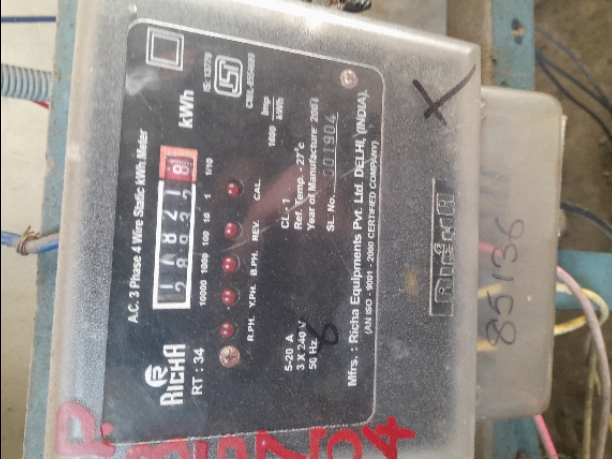 A.C. 3 Phase 4 Wire Static kWh Meter
kWh
IS: 13779
ISI
RICHA
RT : 34
10000 1000 100 10 1 1/10
R.PH. Y.PH. B.PH. REV. CAL.
Imp
1600 kWh
5-20 A
3 X 240 V
50 Hz
CL.- 1
Ref. Temp. - 27°c
Year of Manufacture
SL. No. 001904
Mfrs. : Richa Equipments Pvt. Ltd. DELHI, (INDIA).
(AN ISO - 9001 - 2000 CERTIFIED COMPANY)
X
RICHA
85136